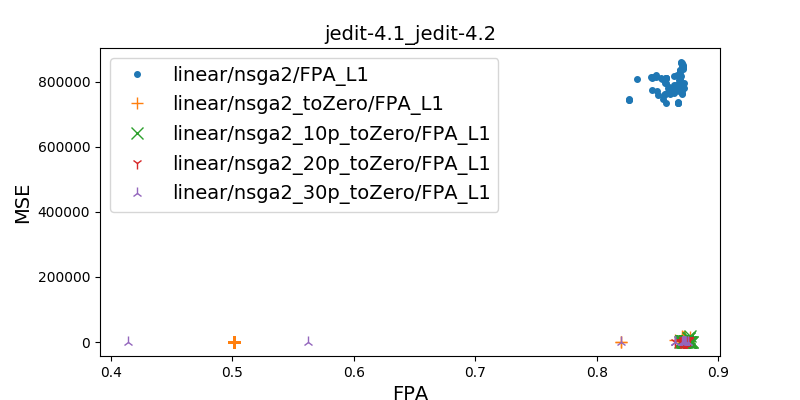 jedit-4.1_jedit-4.2
linear/nsga2/FPA_L1
linear/nsga2_toZero/FPA_L1
linear/nsga2_10p_toZero/FPA_L1
linear/nsga2_20p_toZero/FPA_L1
linear/nsga2_30p_toZero/FPA_L1
MSE
800000
600000
400000
200000
0
0.4 0.5 0.6 0.7 0.8 0.9
FPA